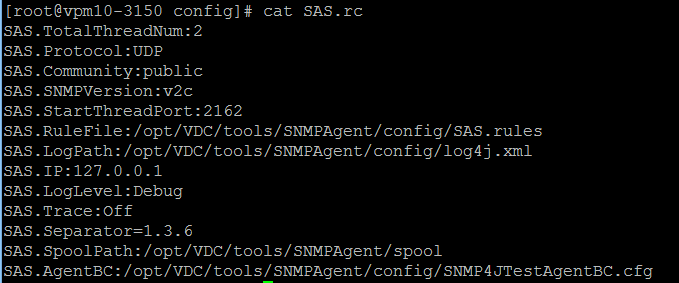 [root@vpm10-3150 config]# cat SAS.rc
SAS.TotalThreadNum:2
SAS.Protocol:UDP
SAS.Community:public
SAS.SNMPVersion:v2c
SAS.StartThreadPort:2162
SAS.RuleFile:/opt/VDC/tools/SNMPAgent/config/SAS.rules
SAS.LogPath:/opt/VDC/tools/SNMPAgent/config/log4j.xml
SAS.IP:127.0.0.1
SAS.LogLevel:Debug
SAS.Trace:Off
SAS.Separator=1.3.6
SAS.SpoolPath:/opt/VDC/tools/SNMPAgent/spool
SAS.AgentBC:/opt/VDC/tools/SNMPAgent/config/SNMP4JTestAgentBC.cfg